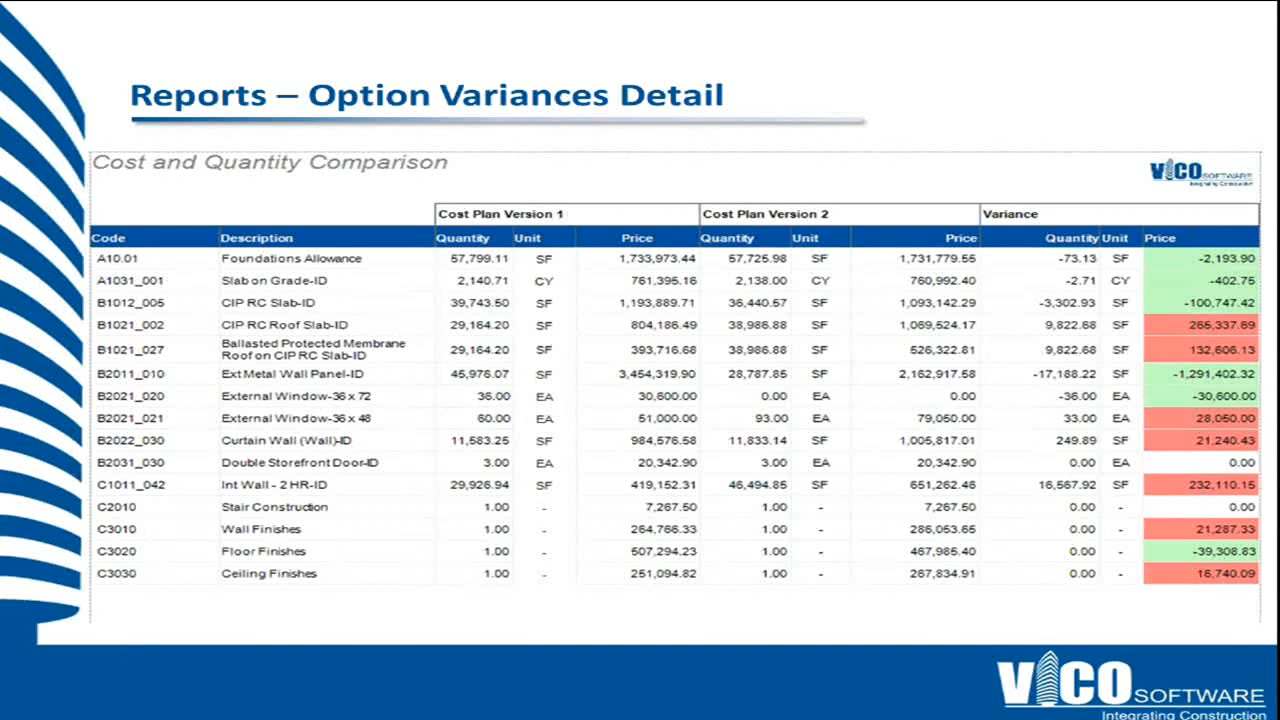 Reports – Option Variances Detail
Cost and Quantity Comparison
VICO SOFTWARE
Integrating Construction
Cost Plan Version 1 Cost Plan Version 2 Variance
Code Description Quantity Unit Price Quantity Unit Price Quantity Unit Price
A10.01 Foundations Allowance 57,799.11 SF 1,733,973.44 57,725.98 SF 1,731,779.55 -73.13 SF -2,193.90
A1031_001 Slab on Grade-ID 2,140.71 CY 761,395.16 2,138.00 CY 760,992.40 -2.71 CY -402.75
B1012_005 CIP RC Slab-ID 39,743.50 SF 1,193,889.71 36,440.57 SF 1,093,142.29 -3,302.93 SF -100,747.42
B1021_002 CIP RC Roof Slab-ID 29,164.20 SF 804,186.49 38,986.88 SF 1,069,524.17 9,822.68 SF 265,337.69
B1021_027 Ballasted Protected Membrane Roof on CIP RC Slab-ID 29,164.20 SF 393,716.68 38,986.88 SF 526,322.81 9,822.68 SF 132,606.13
B2011_010 Ext Metal Wall Panel-ID 45,976.07 SF 3,454,319.90 28,787.85 SF 2,162,917.58 -17,188.22 SF -1,291,402.32
B2021_020 External Window-36 x 72 36.00 EA 30,600.00 0.00 EA 0.00 -36.00 EA -30,600.00
B2021_021 External Window-36 x 48 60.00 EA 51,000.00 93.00 EA 79,050.00 33.00 EA 28,050.00
B2022_030 Curtain Wall (Wall)-ID 11,583.25 SF 984,576.58 11,833.14 SF 1,005,817.01 249.89 SF 21,240.43
B2031_030 Double Storefront Door-ID 3.00 EA 20,342.90 3.00 EA 20,342.90 0.00 EA 0.00
C1011_042 Int Wall - 2 HR-ID 29,926.94 SF 419,152.31 46,494.85 SF 651,262.46 16,567.92 SF 232,110.15
C2010 Stair Construction 1.00 - 7,267.50 1.00 - 7,267.50 0.00 - 0.00
C3010 Wall Finishes 1.00 - 264,766.33 1.00 - 286,053.65 0.00 - 21,287.33
C3020 Floor Finishes 1.00 - 507,294.23 1.00 - 467,985.40 0.00 - -39,308.83
C3030 Ceiling Finishes 1.00 - 251,094.82 1.00 - 267,834.91 0.00 - 16,740.09
VICO SOFTWARE
Integrating Construction